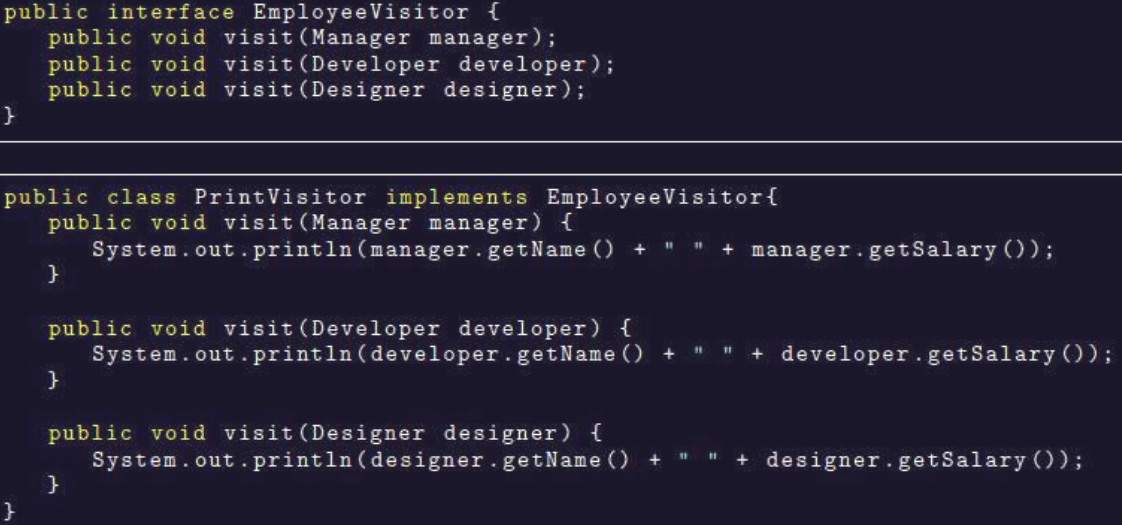 public interface EmployeeVisitor {
public void visit(Manager manager);
public void visit(Developer developer);
public void visit(Designer designer);
}
public class PrintVisitor implements EmployeeVisitor{
public void visit(Manager manager) {
System.out.println(manager.getName() + " " + manager.getSalary());
}
public void visit(Developer developer) {
System.out.println(developer.getName() + " " + developer.getSalary());
}
public void visit(Designer designer) {
System.out.println(designer.getName() + " " + designer.getSalary());
}
}